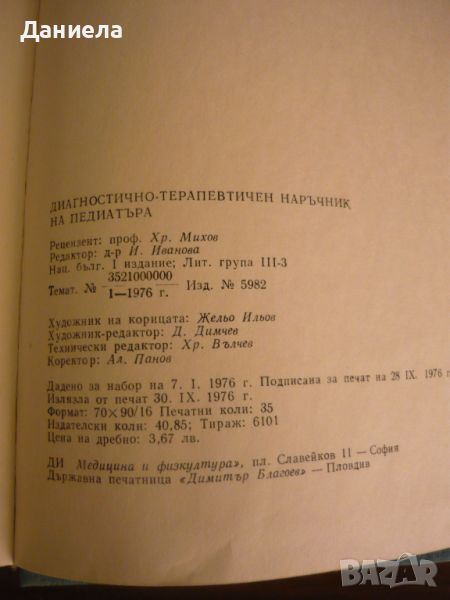 Даниела
ДИАГНОСТИЧНО-ТЕРАПЕВТИЧЕН НАРЪЧНИК
НА ПЕДИАТЪРА
Рецензент: проф. Хр. Михов
Редактор: д-р И. Иванова
Нац. бълг. I издание; Лит. група III-3
Темат. № 3521000000
1—1976 г. Изд. № 5982
Художник на корицата: Жельо Ильов
Художник-редактор: Д. Димчев
Технически редактор: Хр. Вълчев
Коректор: Ал. Панов
Дадено за набор на 7. I. 1976 г. Подписана за печат на 28 IX. 1976 г
Излязла от печат 30. IX. 1976 г.
Формат: 70×90/16 Печатни коли: 35
Издателски коли: 40,85; Тираж: 6101
Цена на дребно: 3,67 лв.
ДИ Медицина и физкултура», пл. Славейков 11 — София
Държавна печатница «Димитър Благоев» — Пловдив
BAZAR